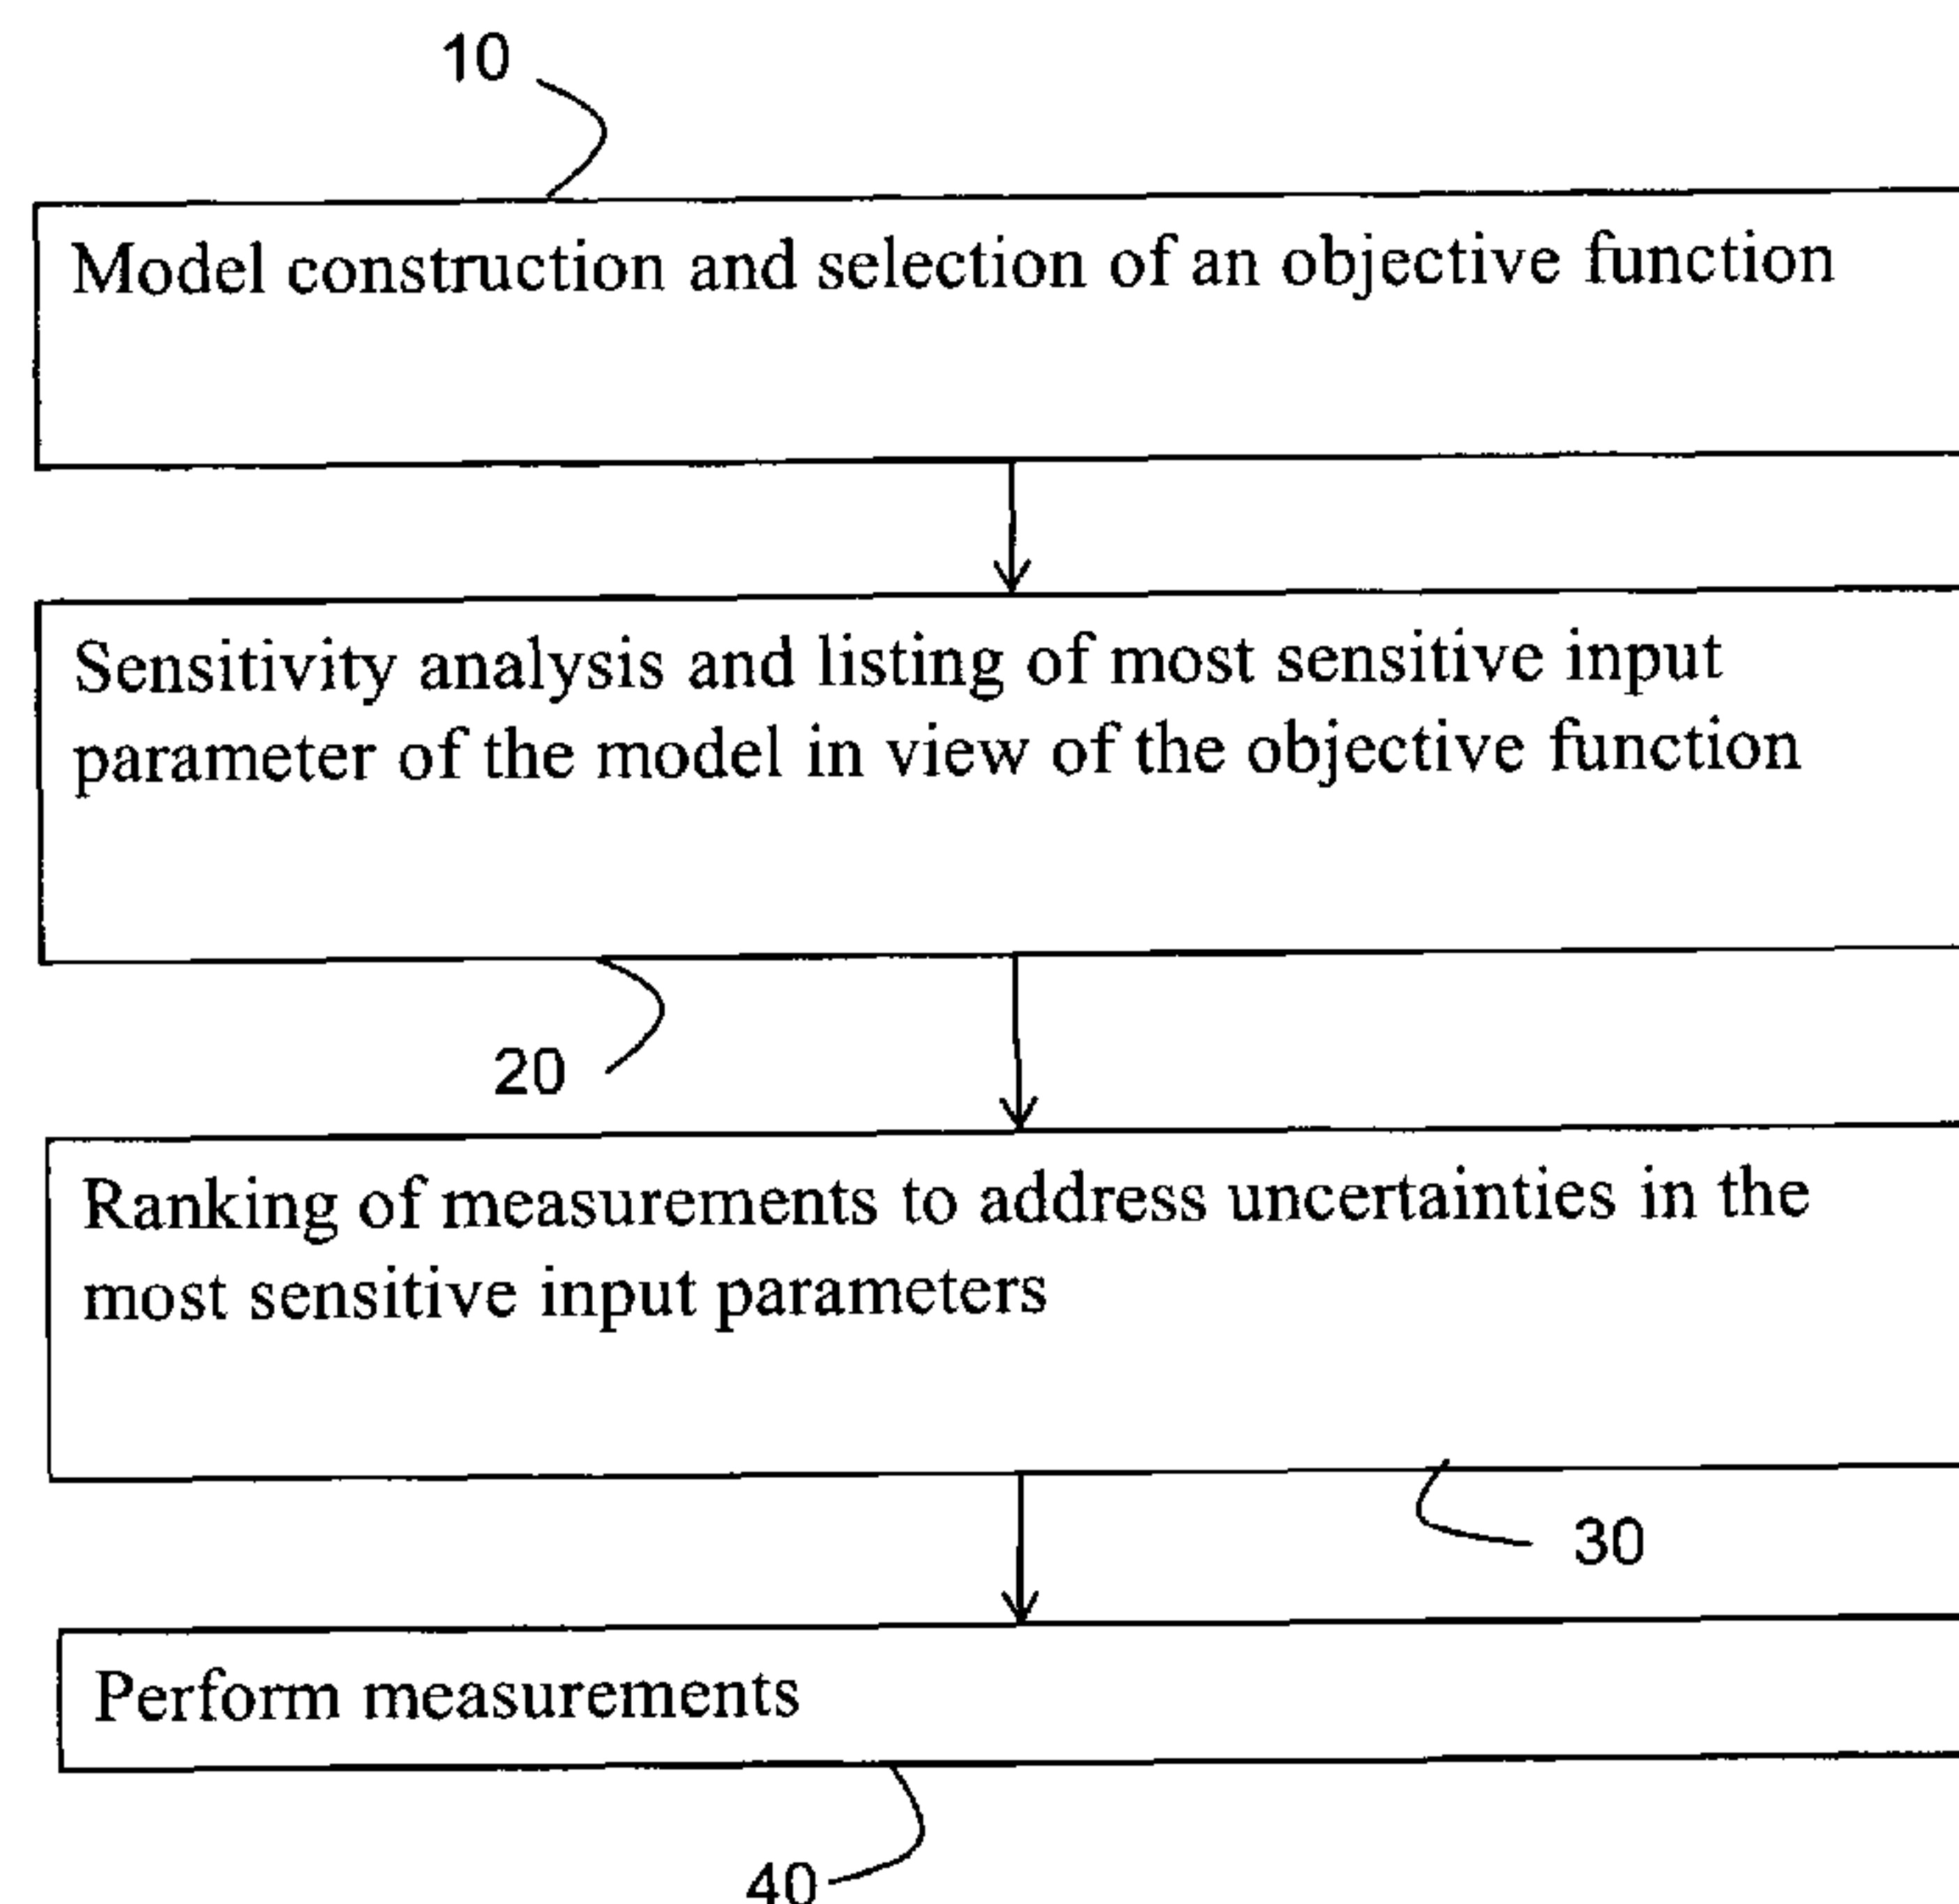 10
Model construction and selection of an objective function
Sensitivity analysis and listing of most sensitive input
parameter of the model in view of the objective function
20
Ranking of measurements to address uncertainties in the
most sensitive input parameters
30
Perform measurements
40